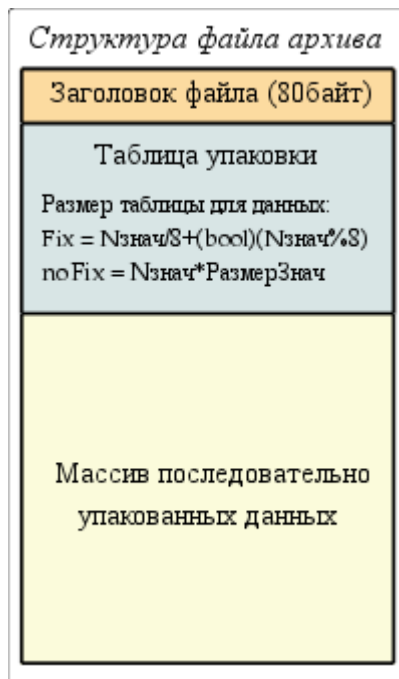 Структура файла архива
Заголовок файла (80байт)
Таблица упаковки
Размер таблицы для данных:
Fix = Nзнач/8+(bool)(Nзнач%8)
noFix = Nзнач*РазмерЗнач
Массив последовательно
упакованных данных